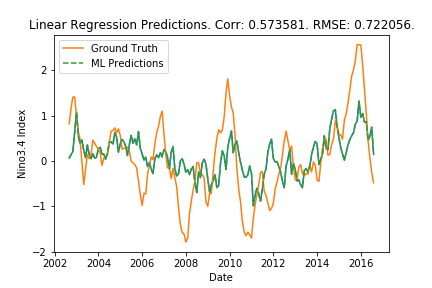 Linear Regression Predictions. Corr: 0.573581. RMSE: 0.722056.
Ground Truth
ML Predictions
Nino3.4 Index
2
1
0
−1
−2
2002 2004 2006 2008 2010 2012 2014 2016
Date